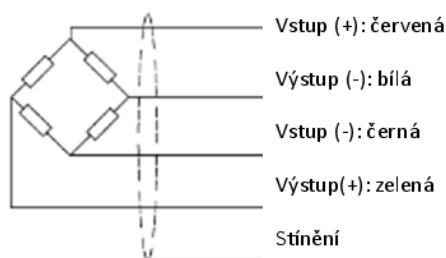 Vstup (+): červená
Výstup (-): bílá
Vstup (-): černá
Výstup(+): zelená
Stínění